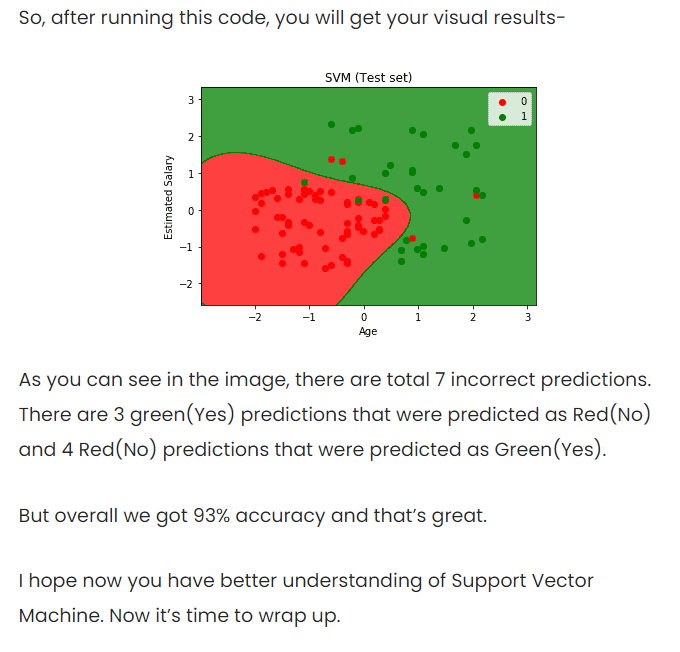 So, after running this code, you will get your visual results-
SVM (Test set)
0
1
3
2
1
0
−1
−2
Estimated Salary
−2 −1 0 1 2 3
Age
As you can see in the image, there are total 7 incorrect predictions.
There are 3 green(Yes) predictions that were predicted as Red(No)
and 4 Red(No) predictions that were predicted as Green(Yes).
But overall we got 93% accuracy and that’s great.
I hope now you have better understanding of Support Vector
Machine. Now it’s time to wrap up.